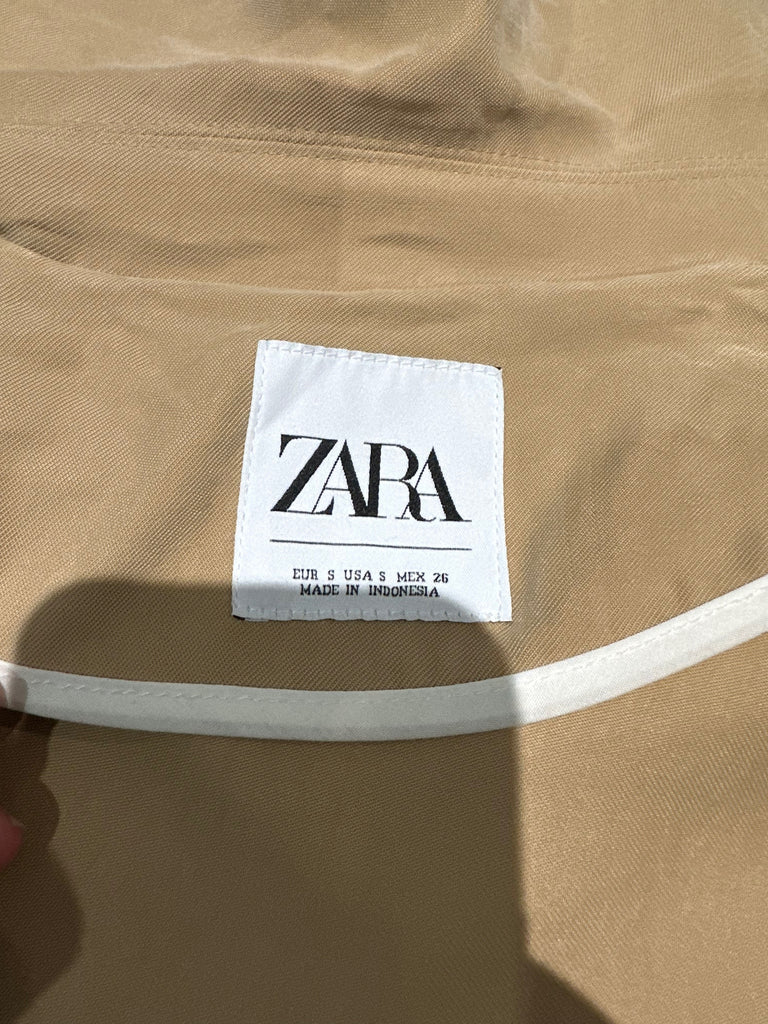 ZARA
EUR S USA S MEX 26
MADE IN INDONESIA